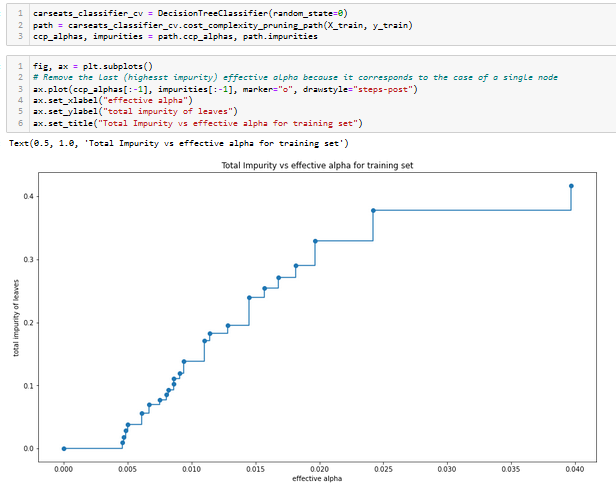 1 carseats_classifier_cv = DecisionTreeClassifier(random_state=0)
2 path = carseats_classifier_cv.cost_complexity_pruning_path(X_train, y_train)
3 ccp_alphas, impurities = path.ccp_alphas, path.impurities
1 fig, ax = plt.subplots()
2 # Remove the last (highesst impurity) effective alpha because it corresponds to the case of a single node
3 ax.plot(ccp_alphas[:-1], impurities[:-1], marker="o", drawstyle="steps-post")
4 ax.set_xlabel("effective alpha")
5 ax.set_ylabel("total impurity of leaves")
6 ax.set_title("Total Impurity vs effective alpha for training set")
Text(0.5, 1.0, 'Total Impurity vs effective alpha for training set')
Total Impurity vs effective alpha for training set
total impurity of leaves
0.4
0.3
0.2
0.1
0.0
0.000 0.005 0.010 0.015 0.020 0.025 0.030 0.035 0.040
effective alpha